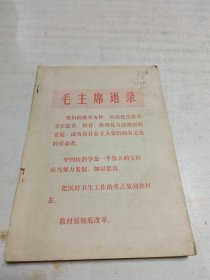 毛主席语录
我们的教育方针，应该使受教育
者在德育、智育、体育几方面都得到
发展，成为有社会主义觉悟的有文化
的劳动者。
中国医药学是一个伟大的宝库，
应当努力发掘，加以提高。
把医疗卫生工作的重点放到农村
去。
教材要彻底改革。